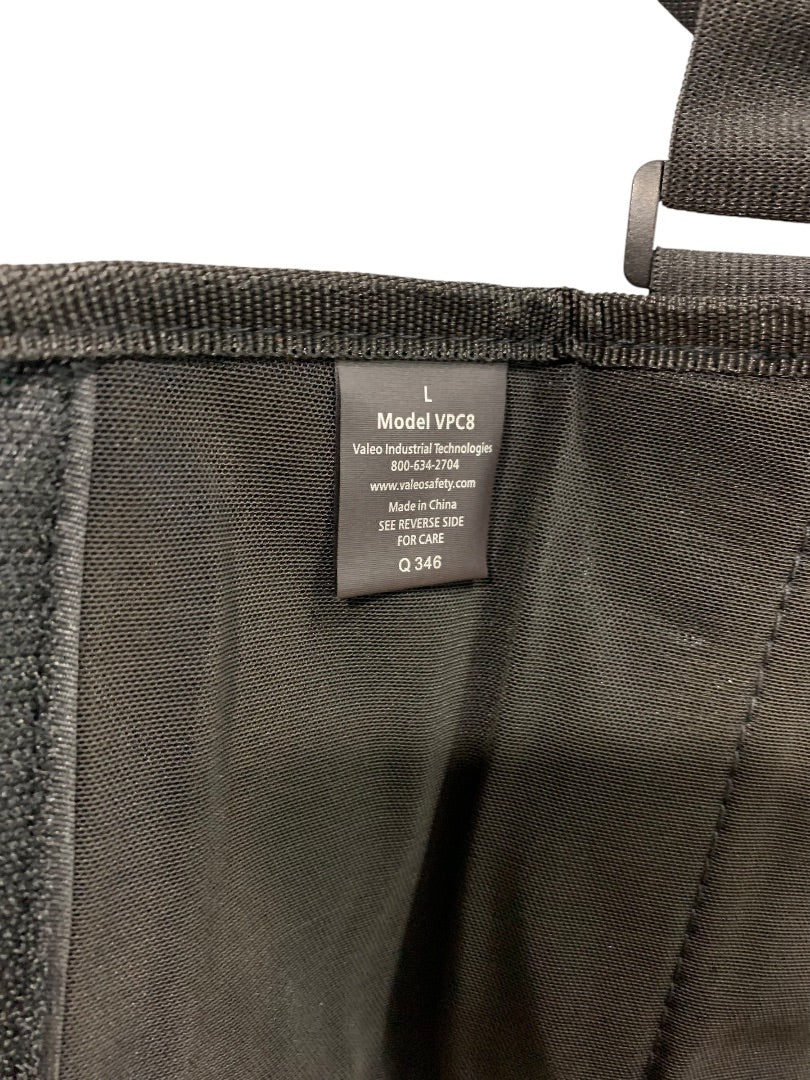 L
Model VPC8
Valeo Industrial Technologies
800-634-2704
www.valeosafety.com
Made in China
SEE REVERSE SIDE
FOR CARE
Q 346